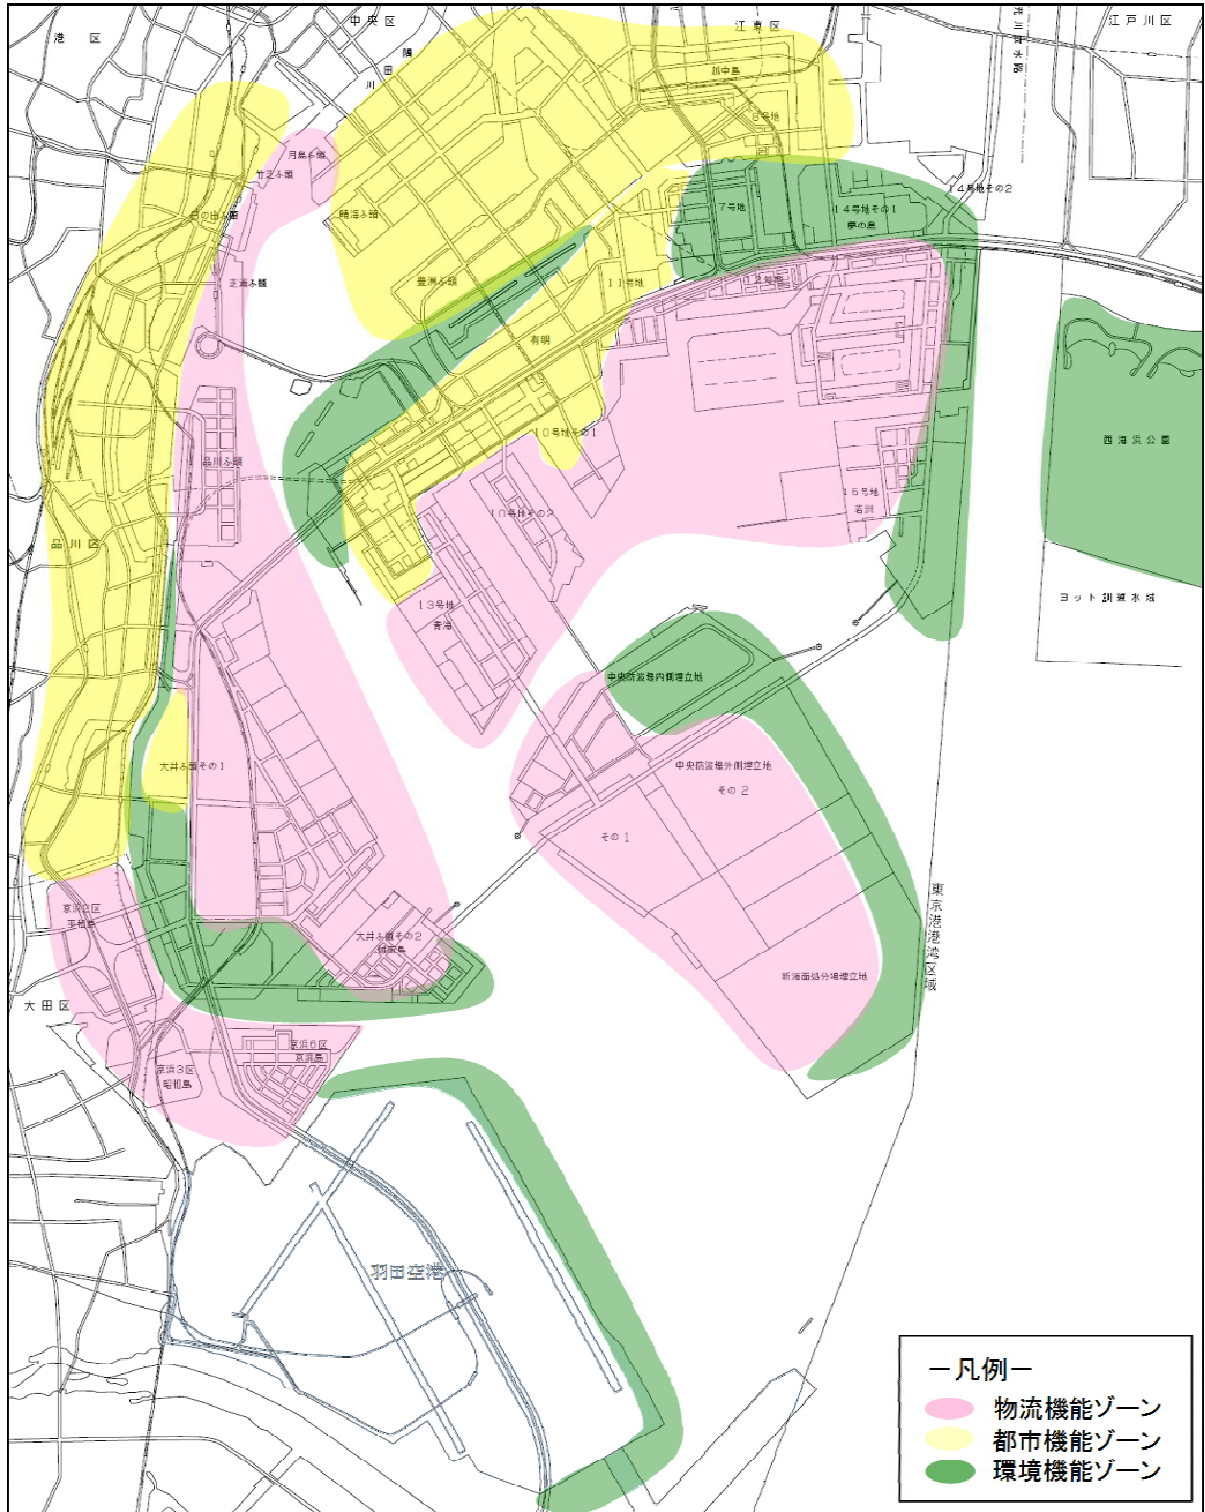 港区
中央区
隅田川
江東区
荒川放水路
江戸川区
越中島
8号地
月島ふ頭
竹芝ふ頭
日の出ふ頭
晴海ふ頭
7号地
14号地その1
夢の島
14号地その2
芝浦ふ頭
豊洲ふ頭
11号地
12号地
有明
10号地その1
品川ふ頭
西海浜公園
15号地
若洲
10号地その2
品川区
ヨット訓練水域
13号地
青海
中央防波堤内側埋立地
大井ふ頭その1
中央防波堤外側埋立地
その2
その1
京浜2区
平和島
大井ふ頭その2
城南島
東京港港湾区域
新海面処分場埋立地
大田区
京浜6区
京浜島
京浜3区
昭和島
羽田空港
－凡例－
物流機能ゾーン
都市機能ゾーン
環境機能ゾーン